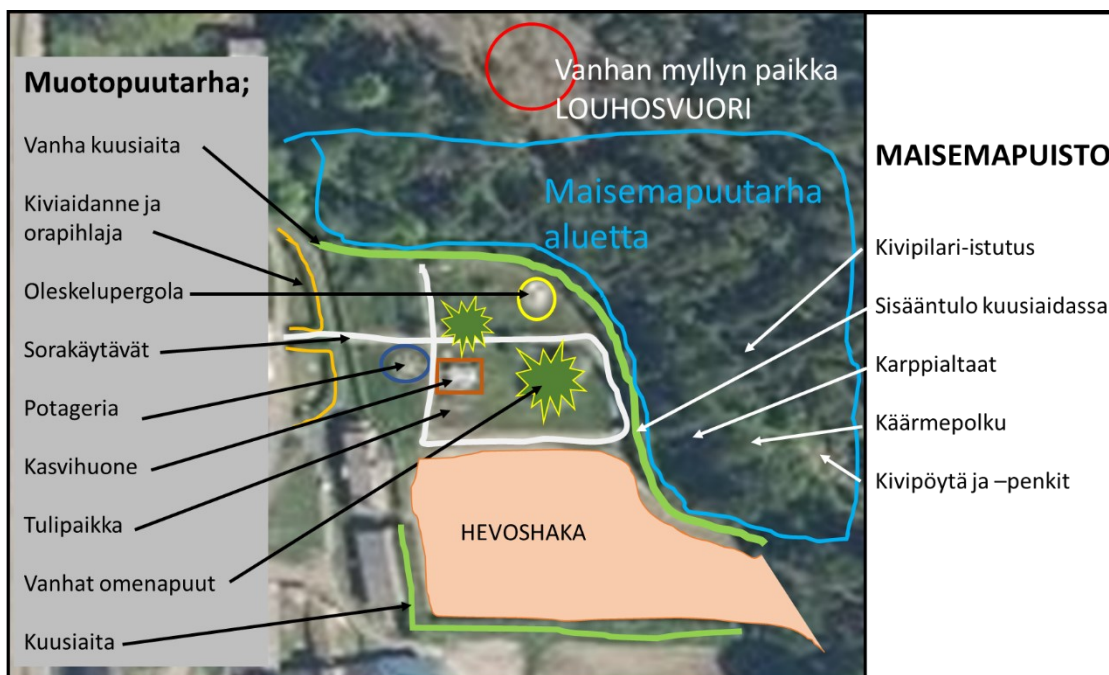 Muotopuutarha;
Vanha kuusiaita
Kiviaidanne ja
orapihlaja
Oleskelupergola
Sorakäytävät
Potageria
Kasvihuone
Tulipaikka
Vanhat omenapuut
Kuusiaita
Vanhan myllyn paikka
LOUHOSVUORI
Maisemapuutarha
aluetta
HEVOSHAKA
MAISEMAPUISTO
Kivipilari-istutus
Sisääntulo kuusiaidassa
Karppialtaat
Käärmepolku
Kivipöytä ja –penkit